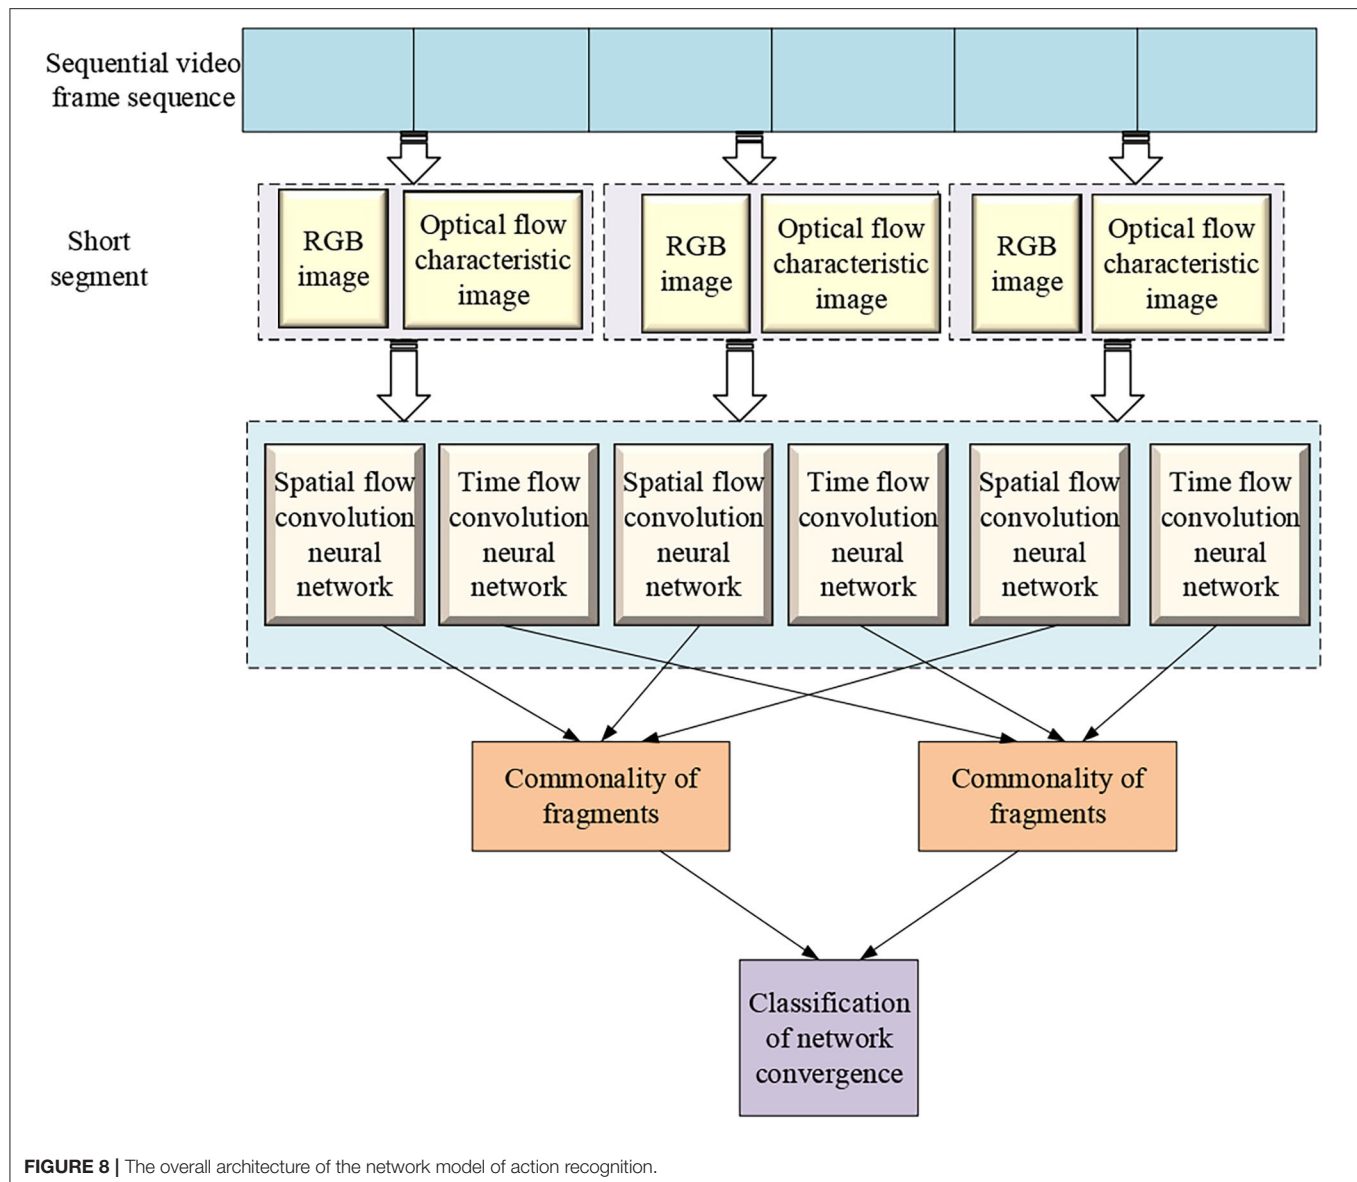 Sequential video
frame sequence
Short
segment
RGB
image
Optical flow
characteristic
image
RGB
image
Optical flow
characteristic
image
RGB
image
Optical flow
characteristic
image
Spatial flow
convolution
neural
network
Time flow
convolution
neural
network
Spatial flow
convolution
neural
network
Time flow
convolution
neural
network
Spatial flow
convolution
neural
network
Time flow
convolution
neural
network
Commonality of
fragments
Commonality of
fragments
Classification
of network
convergence
FIGURE 8 | The overall architecture of the network model of action recognition.